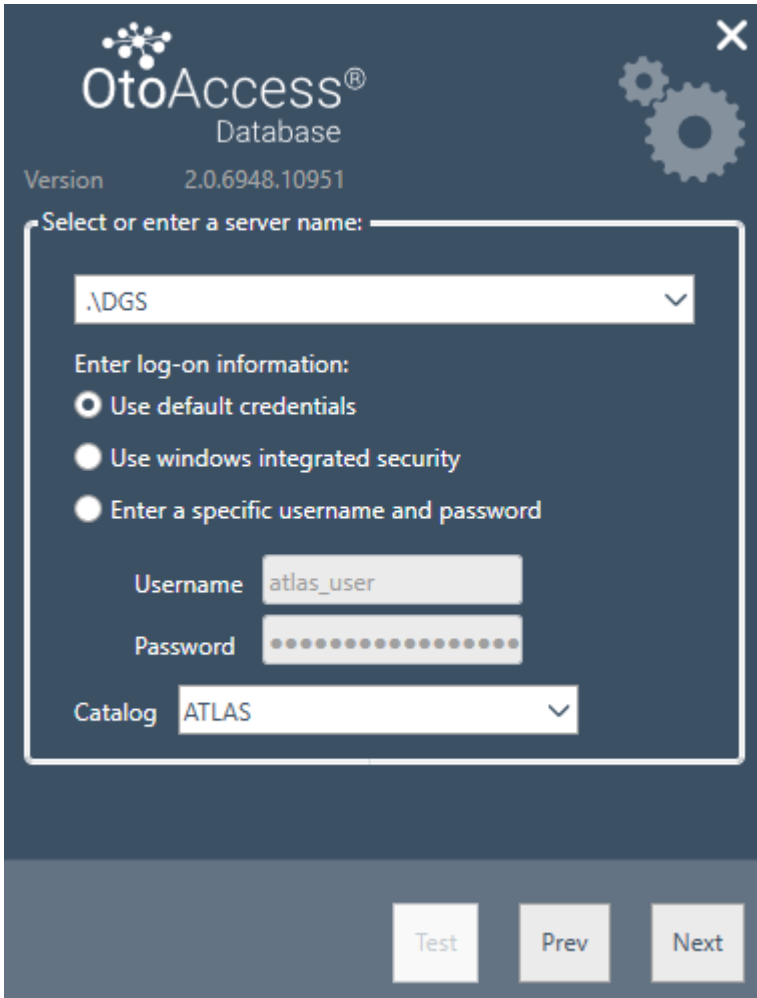 OtoAccess®
Database
Version 2.0.6948.10951
Select or enter a server name:
.\DGS
Enter log-on information:
Use default credentials
Use windows integrated security
Enter a specific username and password
Username atlas_user
Password ●●●●●●●●●●●●●●●●●
Catalog ATLAS
Test Prev Next